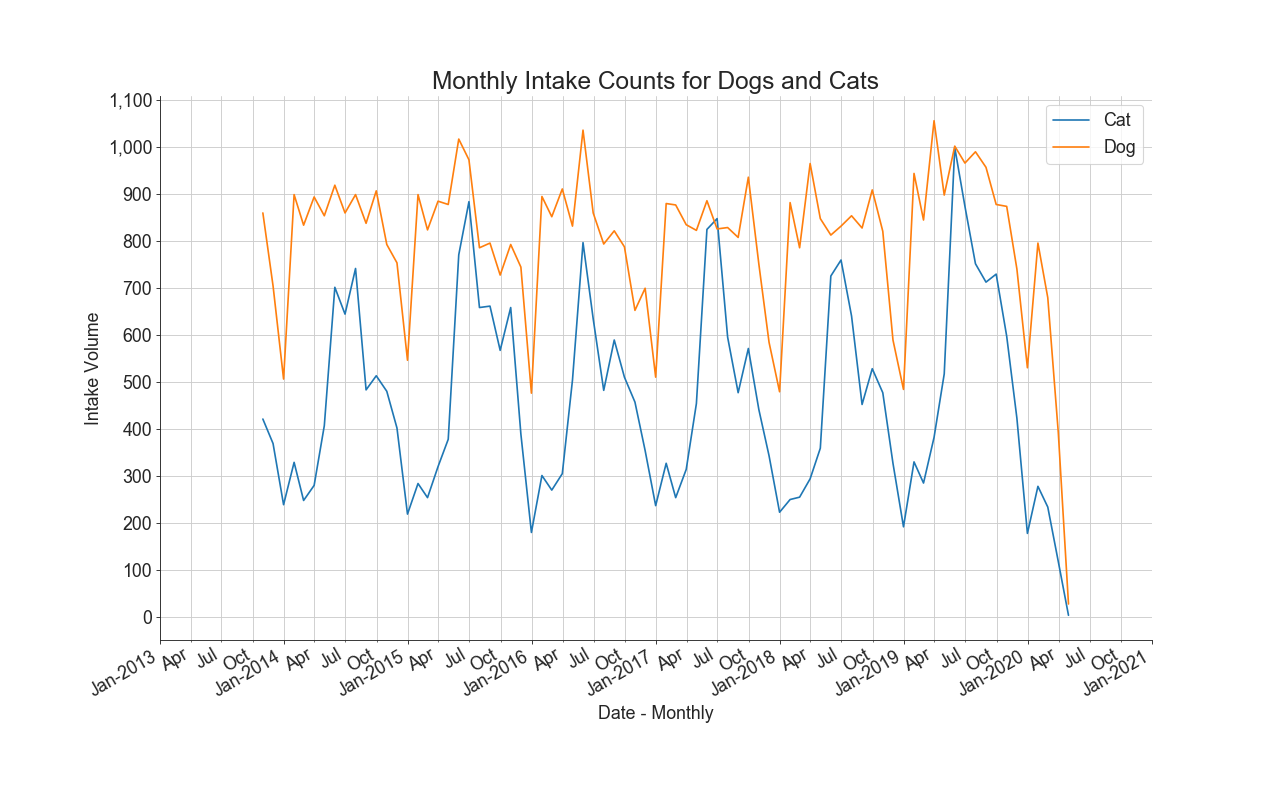 Monthly Intake Counts for Dogs and Cats
Cat
Dog
1,100
1,000
900
800
700
600
500
400
300
200
100
0
Intake Volume
Jan-2013
Apr
Jul
Oct
Jan-2014
Apr
Jul
Oct
Jan-2015
Apr
Jul
Oct
Jan-2016
Apr
Jul
Oct
Jan-2017
Apr
Jul
Oct
Jan-2018
Apr
Jul
Oct
Jan-2019
Apr
Jul
Oct
Jan-2020
Apr
Jul
Oct
Jan-2021
Date - Monthly